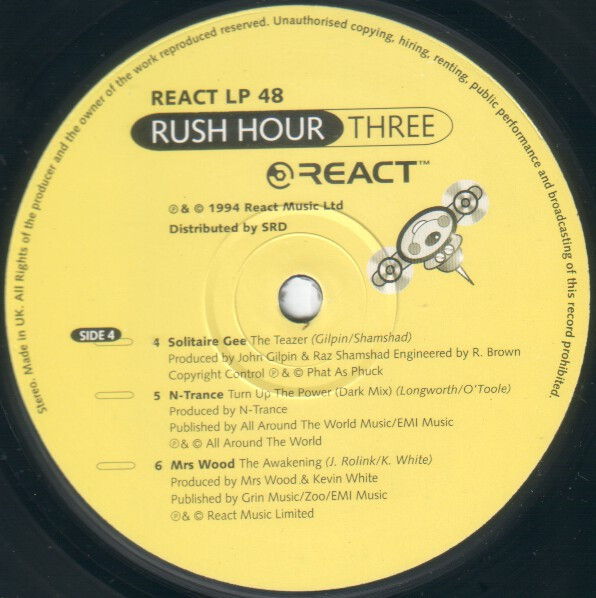 Stereo. Made in UK. All Rights of the producer and the owner of the work reproduced reserved. Unauthorised copying, hiring, renting, public performance and broadcasting of this record prohibited.
REACT LP 48
RUSH HOUR THREE
REACT™
℗ & © 1994 React Music Ltd
Distributed by SRD
SIDE 4
4 Solitaire Gee The Teazer (Gilpin/Shamshad)
Produced by John Gilpin & Raz Shamshad Engineered by R. Brown
Copyright Control ℗ & © Phat As Phuck
5 N-Trance Turn Up The Power (Dark Mix) (Longworth/O'Toole)
Produced by N-Trance
Published by All Around The World Music/EMI Music
℗ & © All Around The World
6 Mrs Wood The Awakening (J. Rolink/K. White)
Produced by Mrs Wood & Kevin White
Published by Grin Music/Zoo/EMI Music
℗ & © React Music Limited